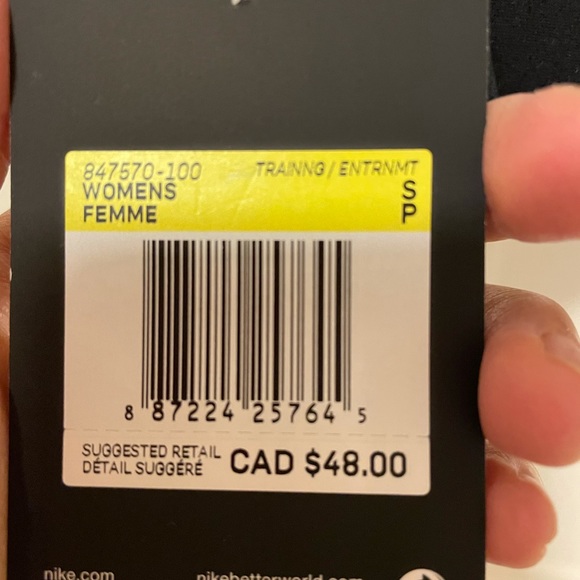 847570-100 TRAINNG / ENTRNMT
WOMENS S
FEMME P
8 87224 25764 5
SUGGESTED RETAIL
DÉTAIL SUGGÉRÉ CAD $48.00
nike.com nikebetterworld.com